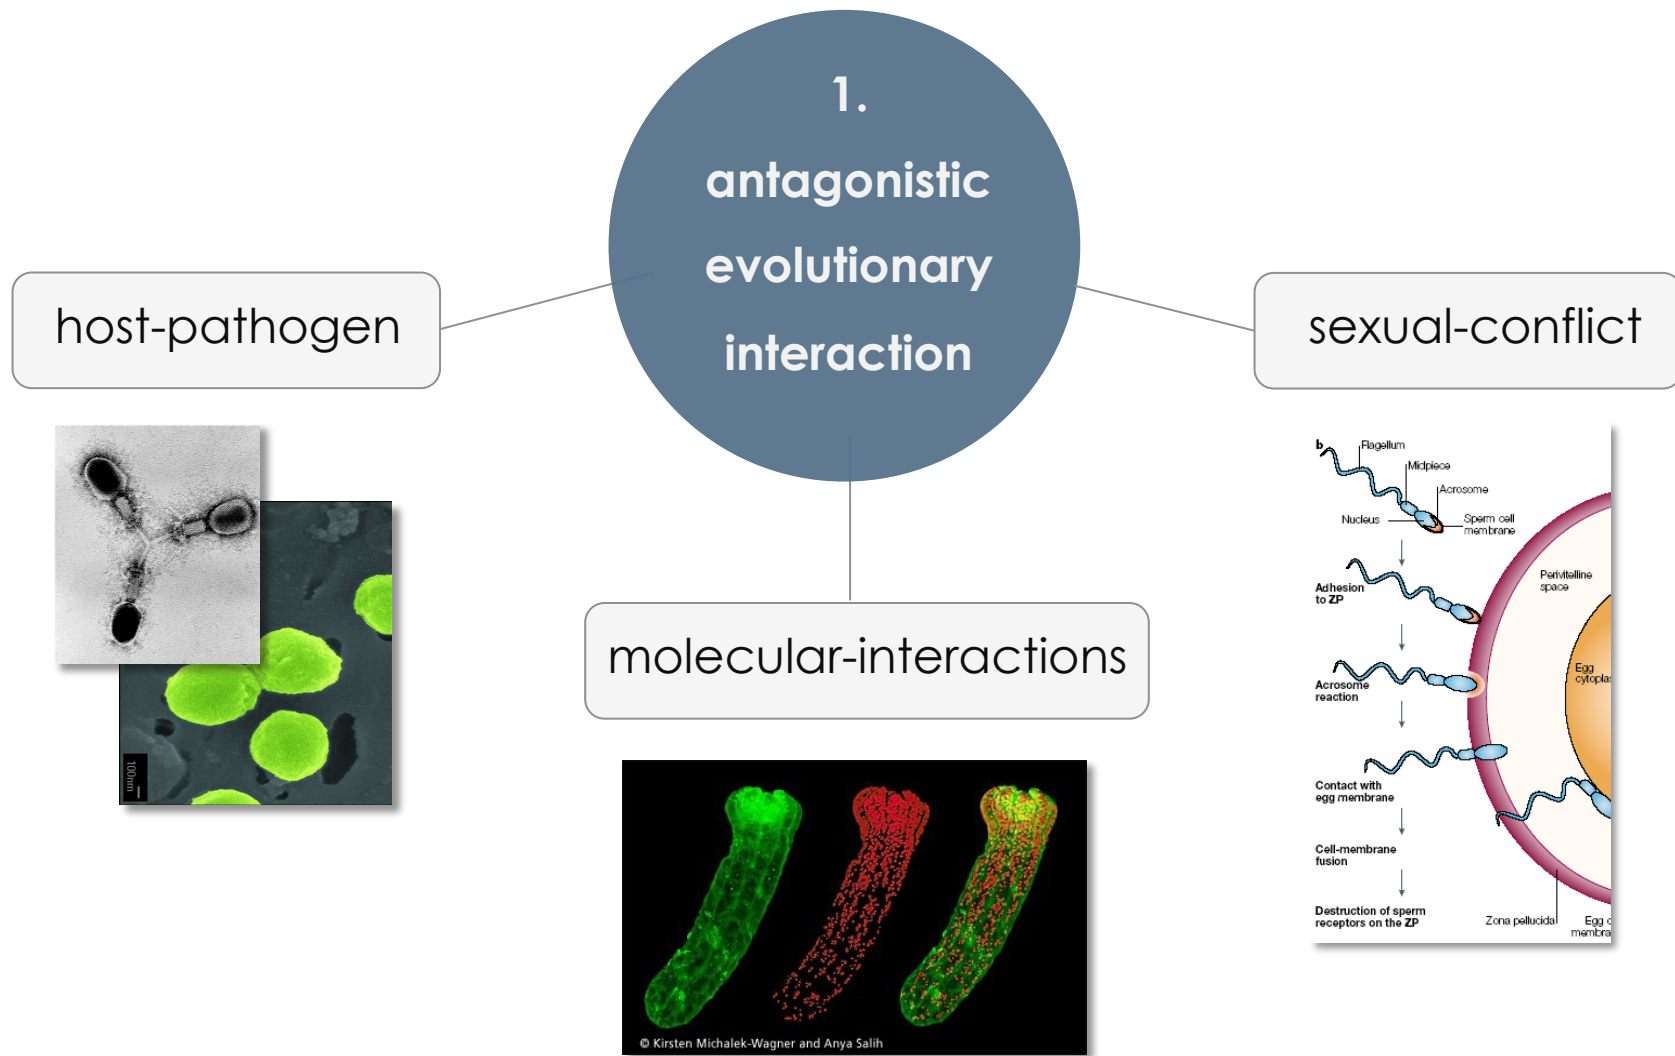 1.
antagonistic
evolutionary
interaction
host-pathogen
sexual-conflict
molecular-interactions
100nm
© Kirsten Michalek-Wagner and Anya Salih
b
Flagellum
Midpiece
Acrosome
Nucleus
Sperm cell
membrane
Adhesion
to ZP
Perivitelline
space
Acrosome
reaction
Egg
Contact with
egg membrane
Cell-membrane
fusion
Destruction of sperm
receptors on the ZP
Zona pellucida
Egg